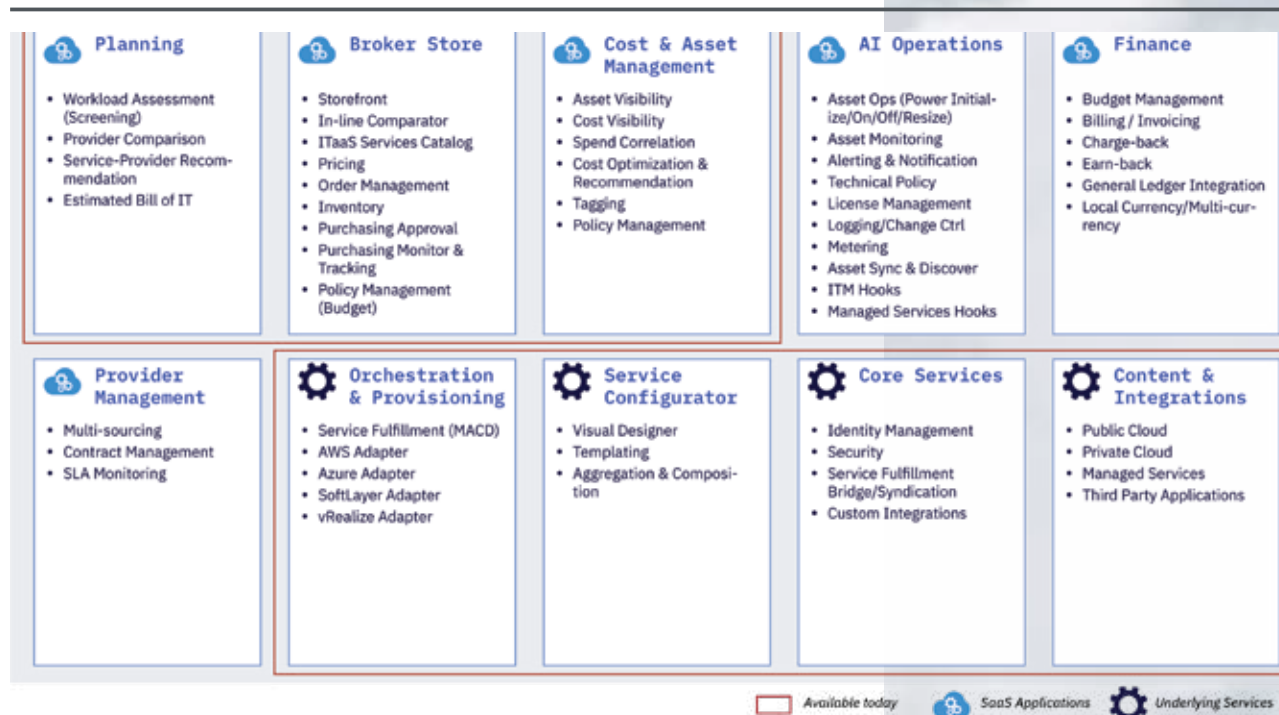 Planning
• Workload Assessment
(Screening)
• Provider Comparison
• Service-Provider Recom-
mendation
• Estimated Bill of IT
Broker Store
• Storefront
• In-line Comparator
• ITaaS Services Catalog
• Pricing
• Order Management
• Inventory
• Purchasing Approval
• Purchasing Monitor &
Tracking
• Policy Management
(Budget)
Cost & Asset
Management
• Asset Visibility
• Cost Visibility
• Spend Correlation
• Cost Optimization &
Recommendation
• Tagging
• Policy Management
AI Operations
• Asset Ops (Power Initial-
ize/On/Off/Resize)
• Asset Monitoring
• Alerting & Notification
• Technical Policy
• License Management
• Logging/Change Ctrl
• Metering
• Asset Sync & Discover
• ITM Hooks
• Managed Services Hooks
Finance
• Budget Management
• Billing / Invoicing
• Charge-back
• Earn-back
• General Ledger Integration
• Local Currency/Multi-cur-
rency
Provider
Management
• Multi-sourcing
• Contract Management
• SLA Monitoring
Orchestration
& Provisioning
• Service Fulfillment (MACD)
• AWS Adapter
• Azure Adapter
• SoftLayer Adapter
• vRealize Adapter
Service
Configurator
• Visual Designer
• Templating
• Aggregation & Composi-
tion
Core Services
• Identity Management
• Security
• Service Fulfillment
Bridge/Syndication
• Custom Integrations
Content &
Integrations
• Public Cloud
• Private Cloud
• Managed Services
• Third Party Applications
Available today
SaaS Applications
Underlying Services